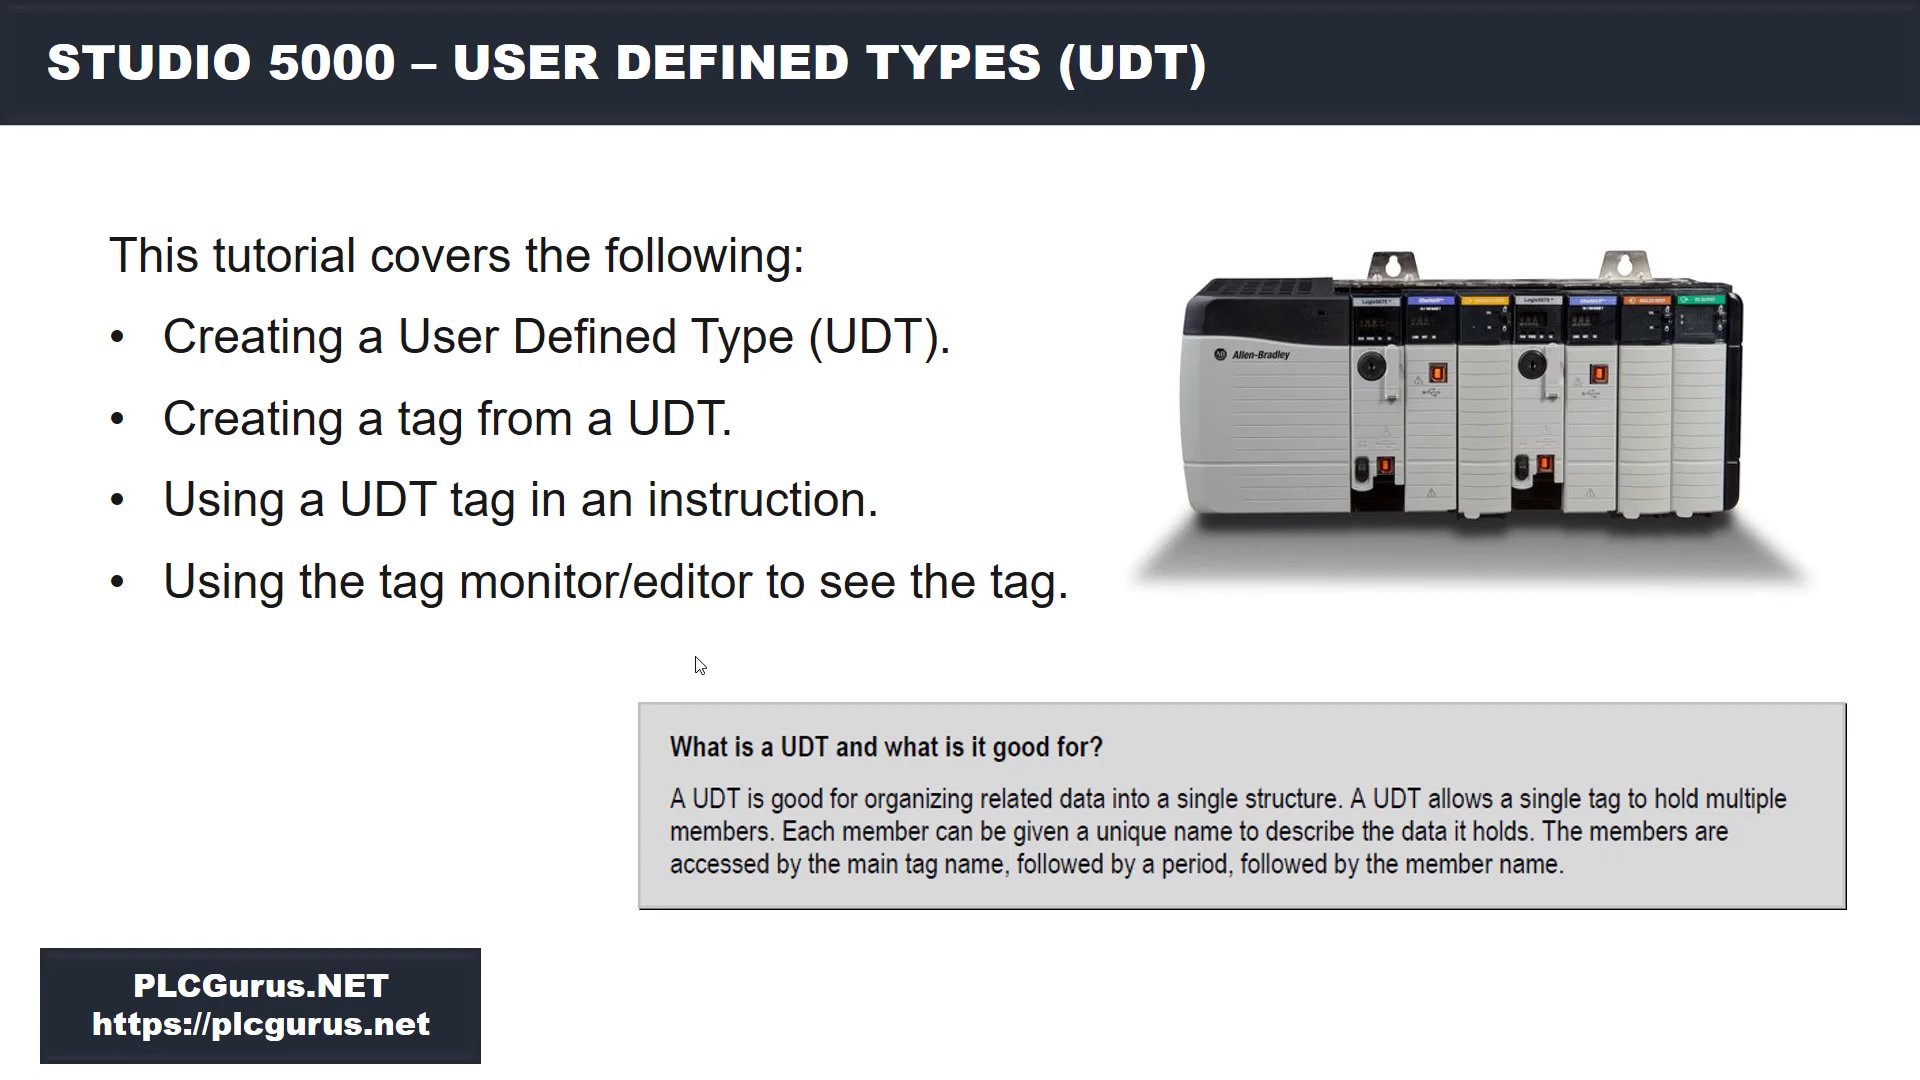 STUDIO 5000 – USER DEFINED TYPES (UDT)
This tutorial covers the following:
• Creating a User Defined Type (UDT).
• Creating a tag from a UDT.
• Using a UDT tag in an instruction.
• Using the tag monitor/editor to see the tag.
Allen-Bradley
What is a UDT and what is it good for?
A UDT is good for organizing related data into a single structure. A UDT allows a single tag to hold multiple
members. Each member can be given a unique name to describe the data it holds. The members are
accessed by the main tag name, followed by a period, followed by the member name.
PLCGurus.NET
https://plcgurus.net